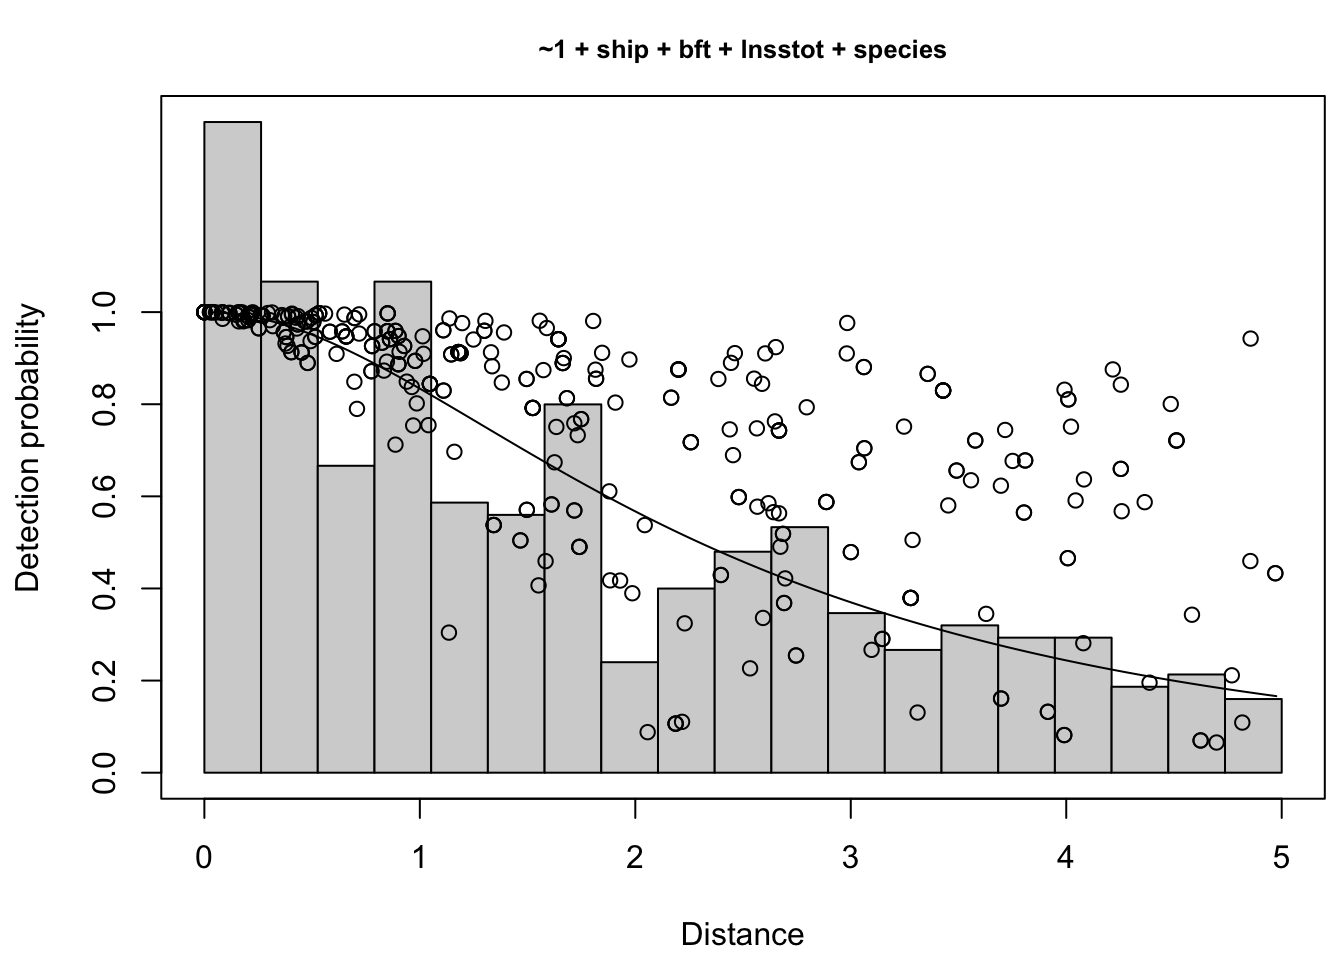 ~1 + ship + bft + lnsstot + species
Detection probability
1.0
0.8
0.6
0.4
0.2
0.0
0 1 2 3 4 5
Distance